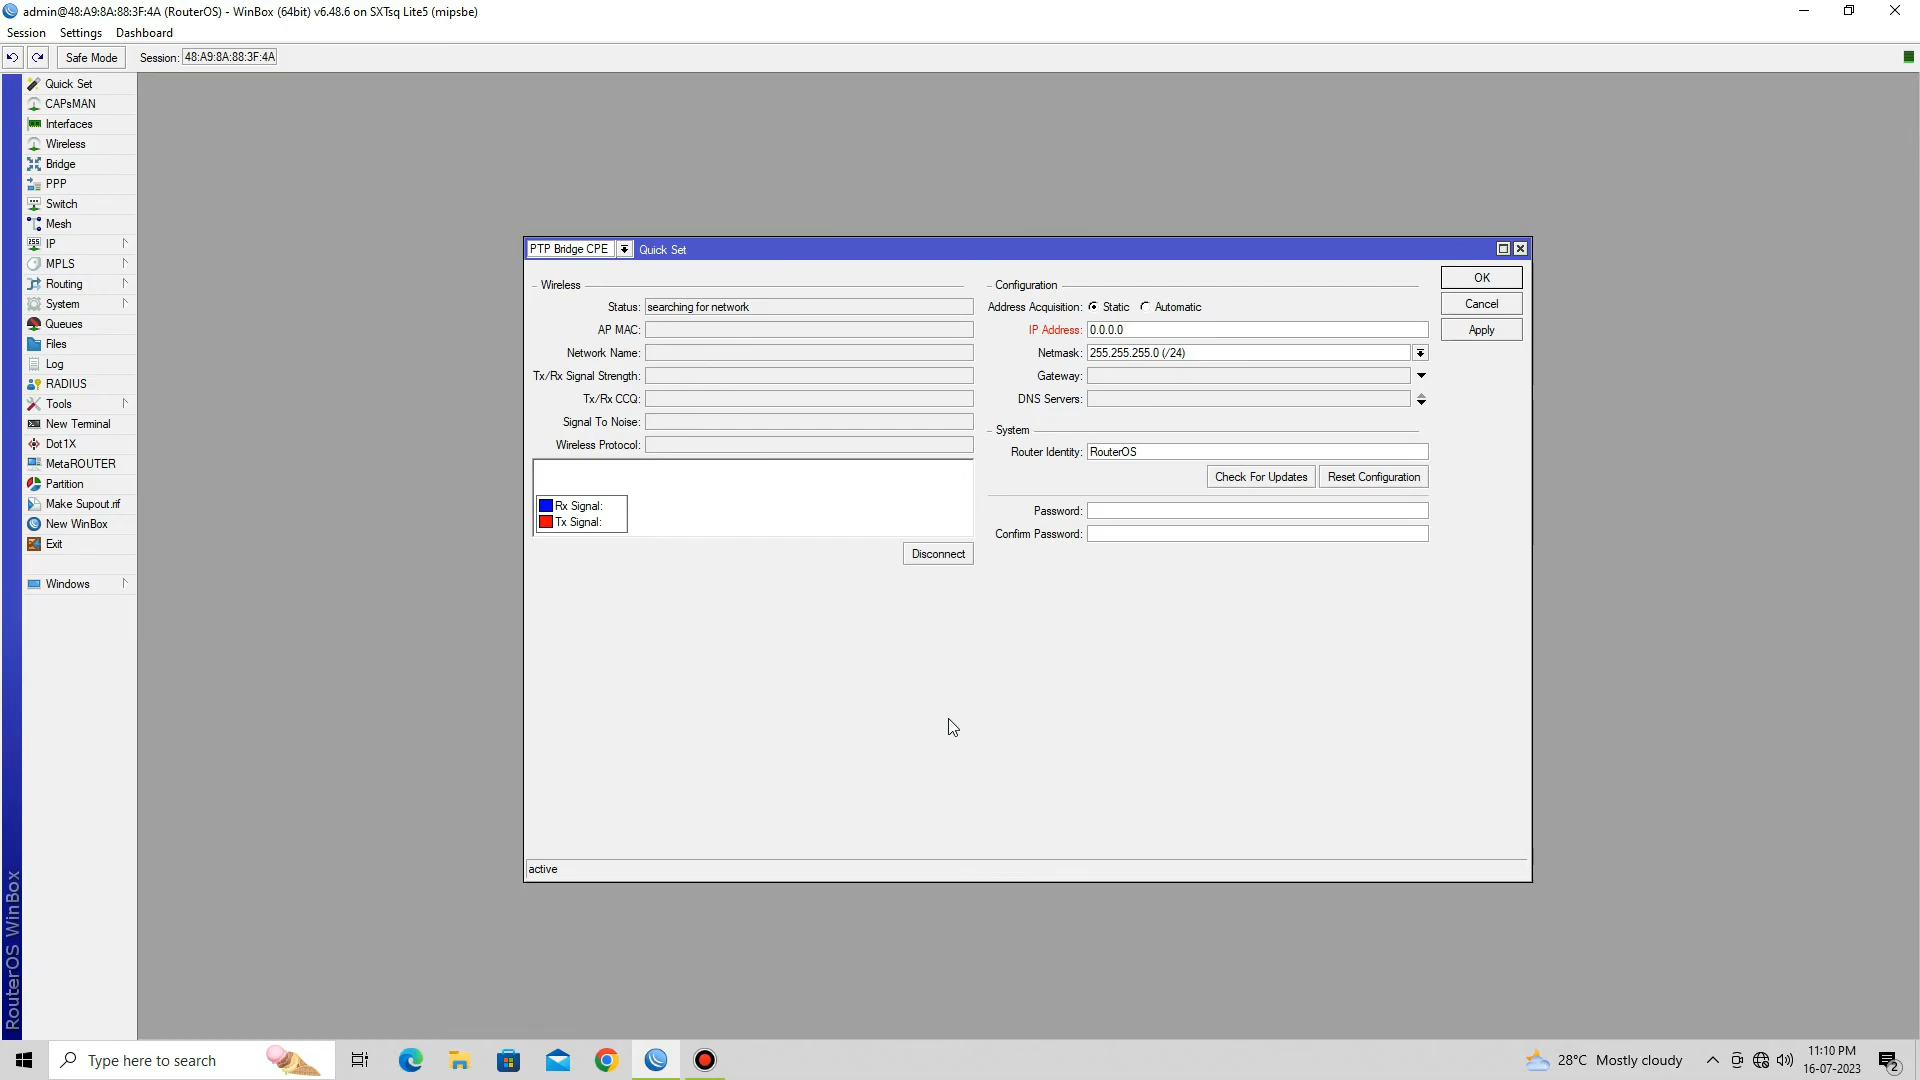 admin@48:A9:8A:88:3F:4A (RouterOS) - WinBox (64bit) v6.48.6 on SXTsq Lite5 (mipsbe)
Session Settings Dashboard
Safe Mode Session: 48:A9:8A:88:3F:4A
Quick Set
CAPsMAN
Interfaces
Wireless
Bridge
PPP
Switch
Mesh
IP
MPLS
Routing
System
Queues
Files
Log
RADIUS
Tools
New Terminal
Dot1X
MetaROUTER
Partition
Make Supout.rif
New WinBox
Exit
Windows
RouterOS WinBox
PTP Bridge CPE Quick Set
Wireless
Status: searching for network
AP MAC:
Network Name:
Tx/Rx Signal Strength:
Tx/Rx CCQ:
Signal To Noise:
Wireless Protocol:
Rx Signal:
Tx Signal:
Disconnect
Configuration
Address Acquisition: Static Automatic
IP Address: 0.0.0.0
Netmask: 255.255.255.0 (/24)
Gateway:
DNS Servers:
System
Router Identity: RouterOS
Check For Updates Reset Configuration
Password:
Confirm Password:
OK
Cancel
Apply
active
Type here to search
28°C Mostly cloudy
11:10 PM
16-07-2023
2